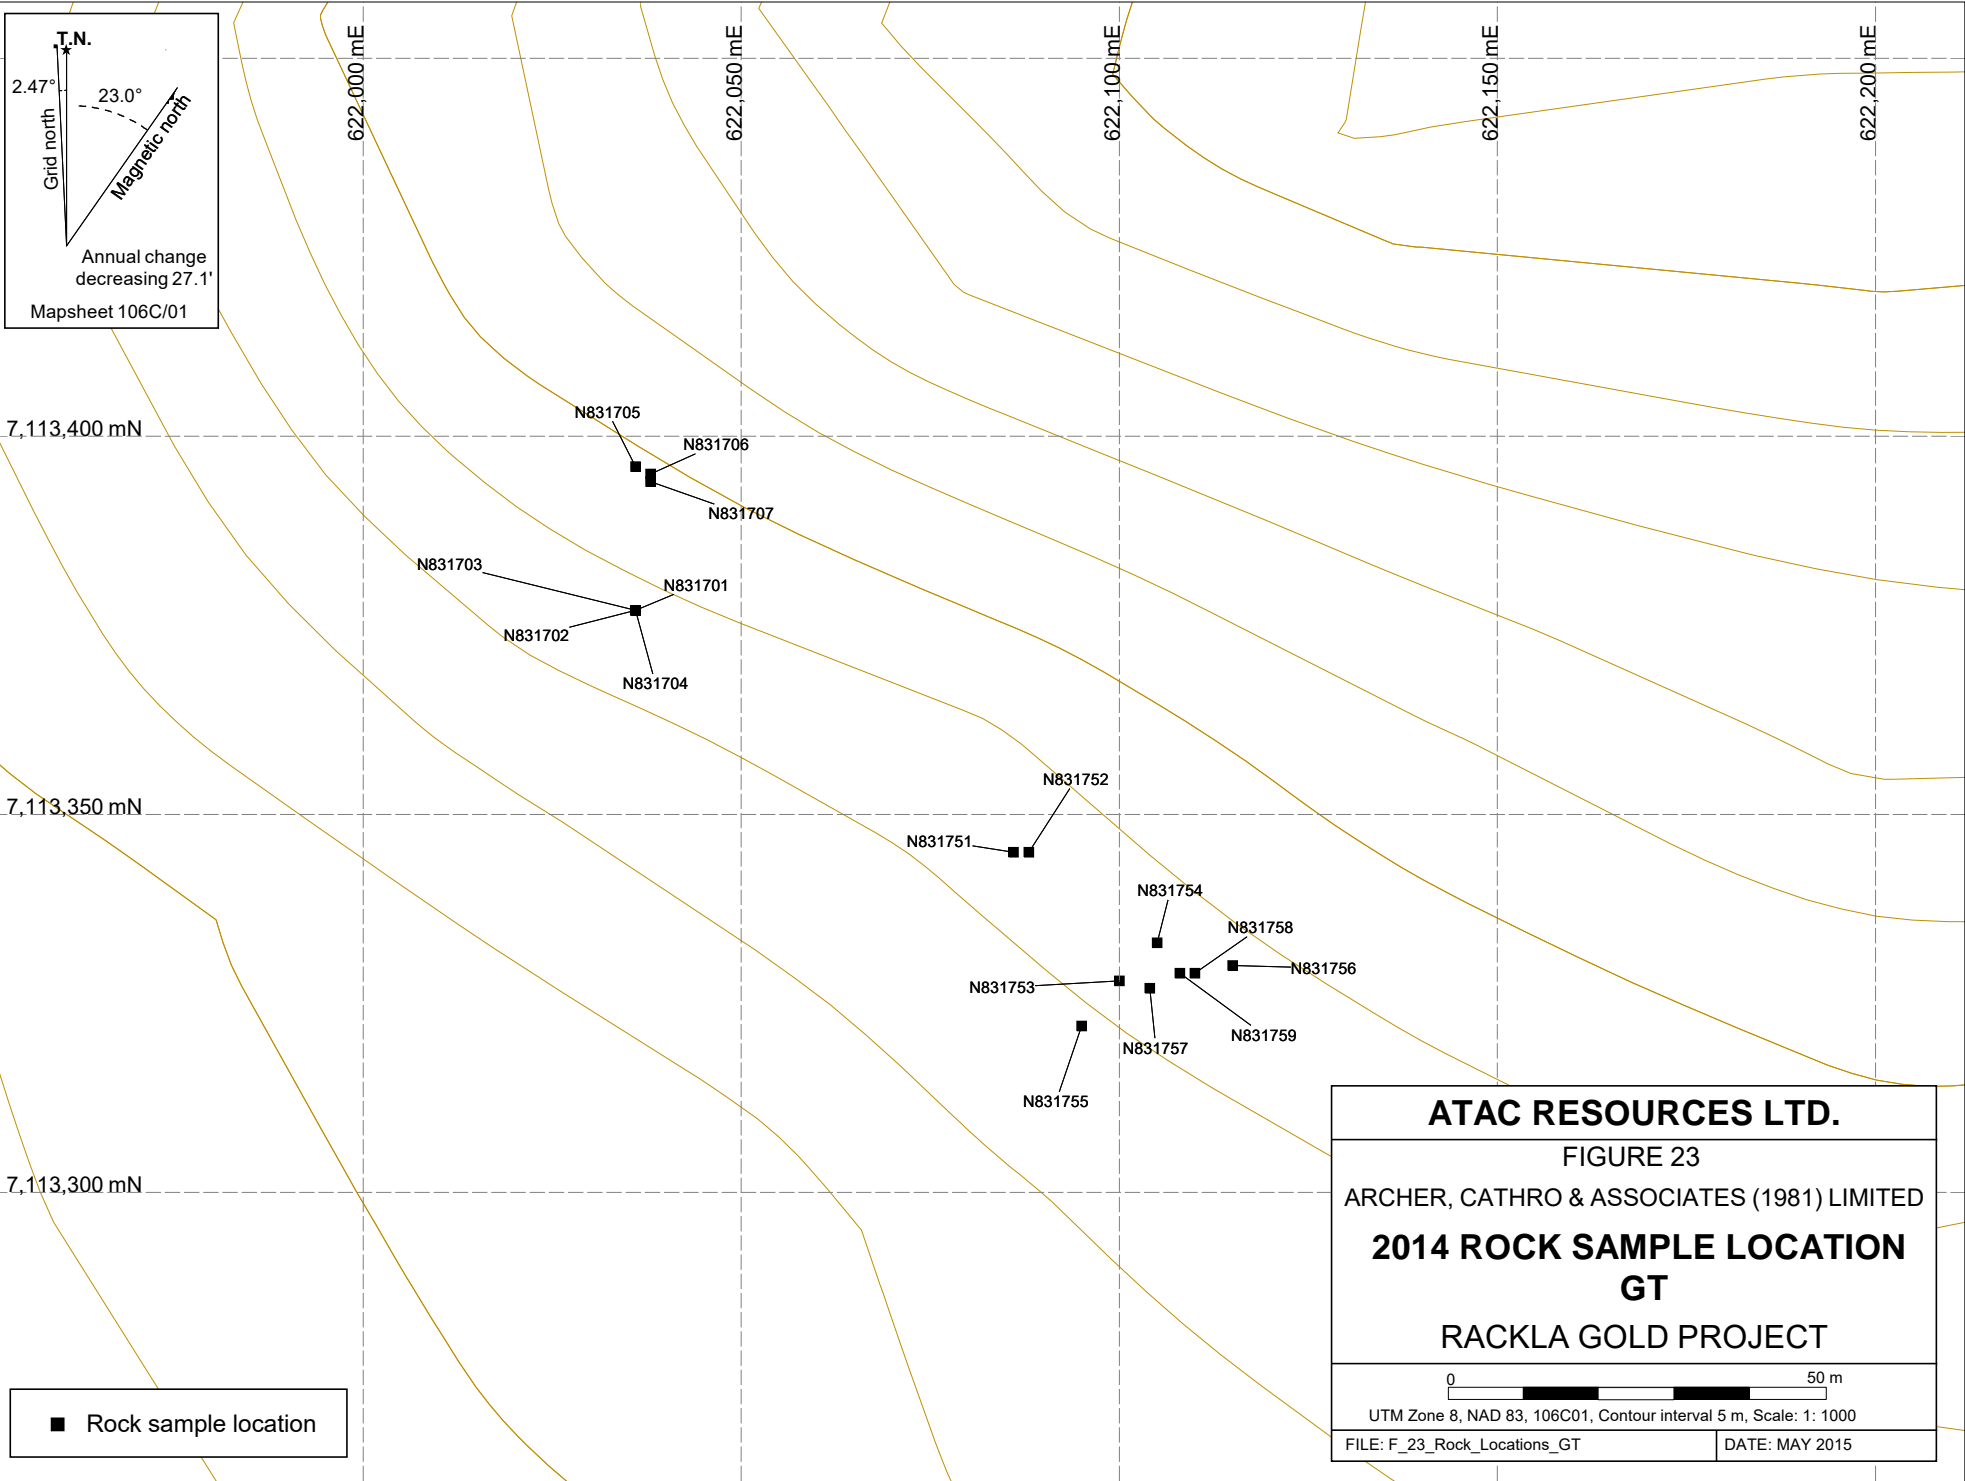 T.N.
2.47°
23.0°
Grid north
Magnetic north
Annual change
decreasing 27.1'
Mapsheet 106C/01
622,000 mE
622,050 mE
622,100 mE
622,150 mE
622,200 mE
7,113,400 mN
7,113,350 mN
7,113,300 mN
N831705
N831706
N831707
N831703
N831701
N831702
N831704
N831752
N831751
N831754
N831758
N831756
N831753
N831759
N831757
N831755
Rock sample location
ATAC RESOURCES LTD.
FIGURE 23
ARCHER, CATHRO & ASSOCIATES (1981) LIMITED
2014 ROCK SAMPLE LOCATION
GT
RACKLA GOLD PROJECT
0 50 m
UTM Zone 8, NAD 83, 106C01, Contour interval 5 m, Scale: 1: 1000
FILE: F_23_Rock_Locations_GT DATE: MAY 2015